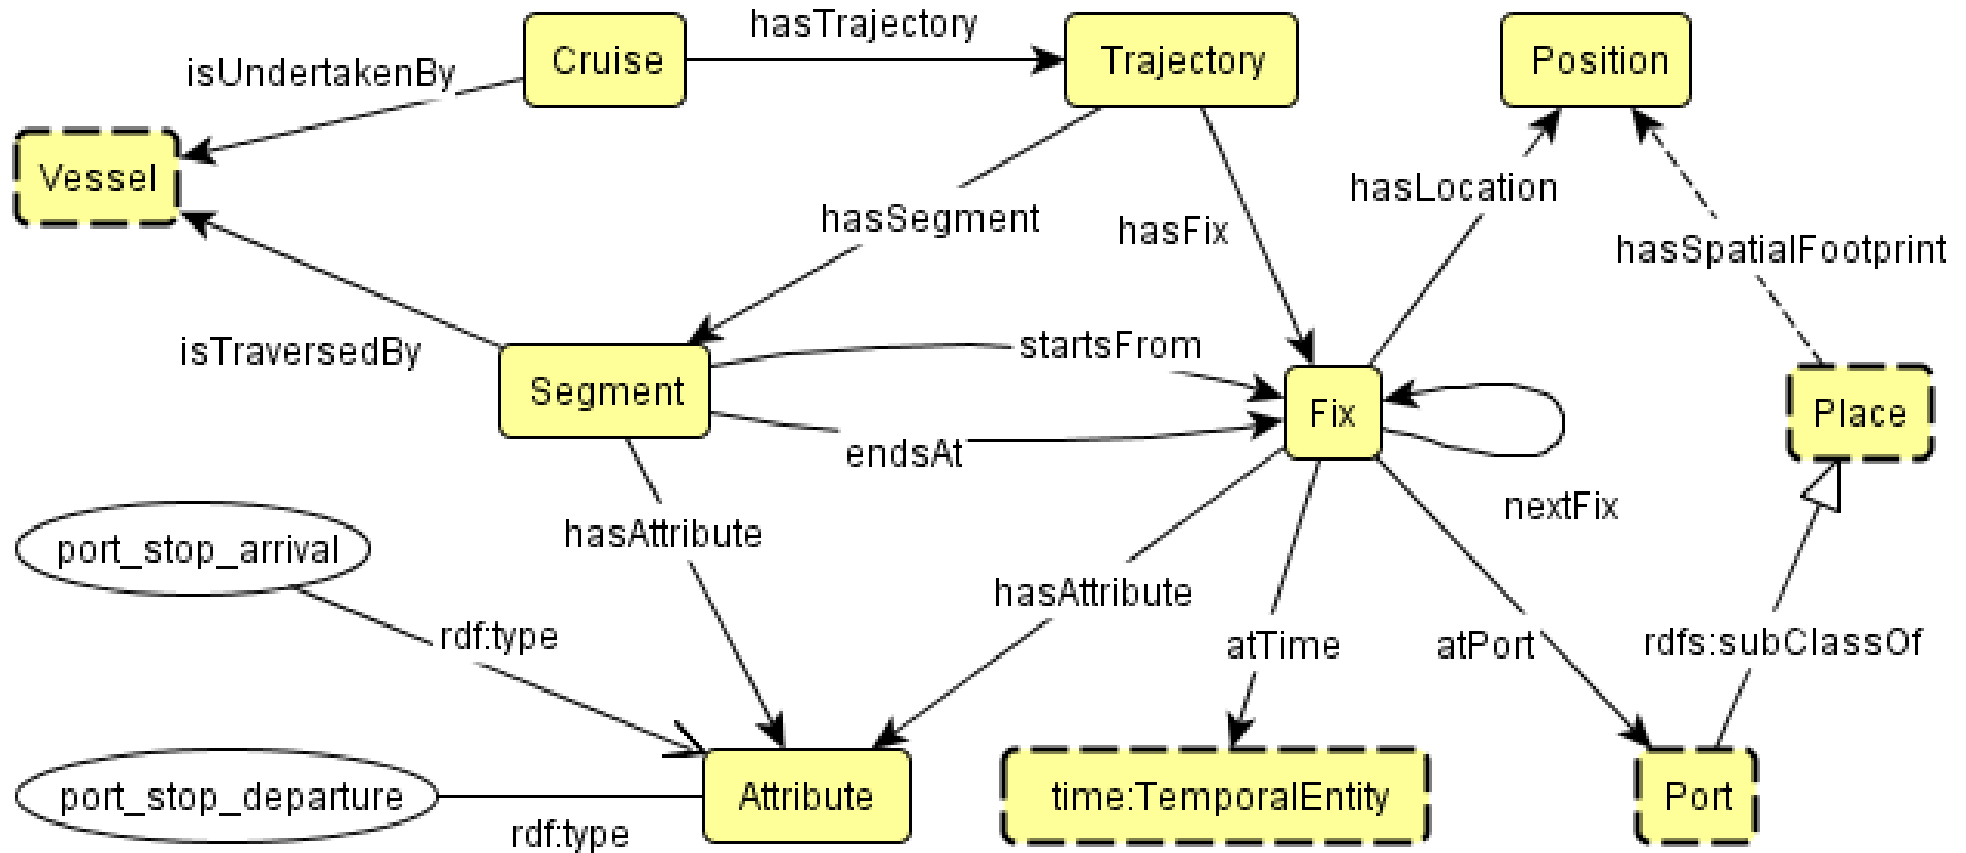 hasTrajectory
Cruise
Trajectory
Position
isUndertakenBy
Vessel
hasLocation
hasSegment
hasFix
hasSpatialFootprint
isTraversedBy
startsFrom
Segment
Fix
Place
endsAt
nextFix
hasAttribute
port_stop_arrival
hasAttribute
rdf:type
atTime
atPort
rdfs:subClassOf
port_stop_departure
Attribute
time:TemporalEntity
Port
rdf:type